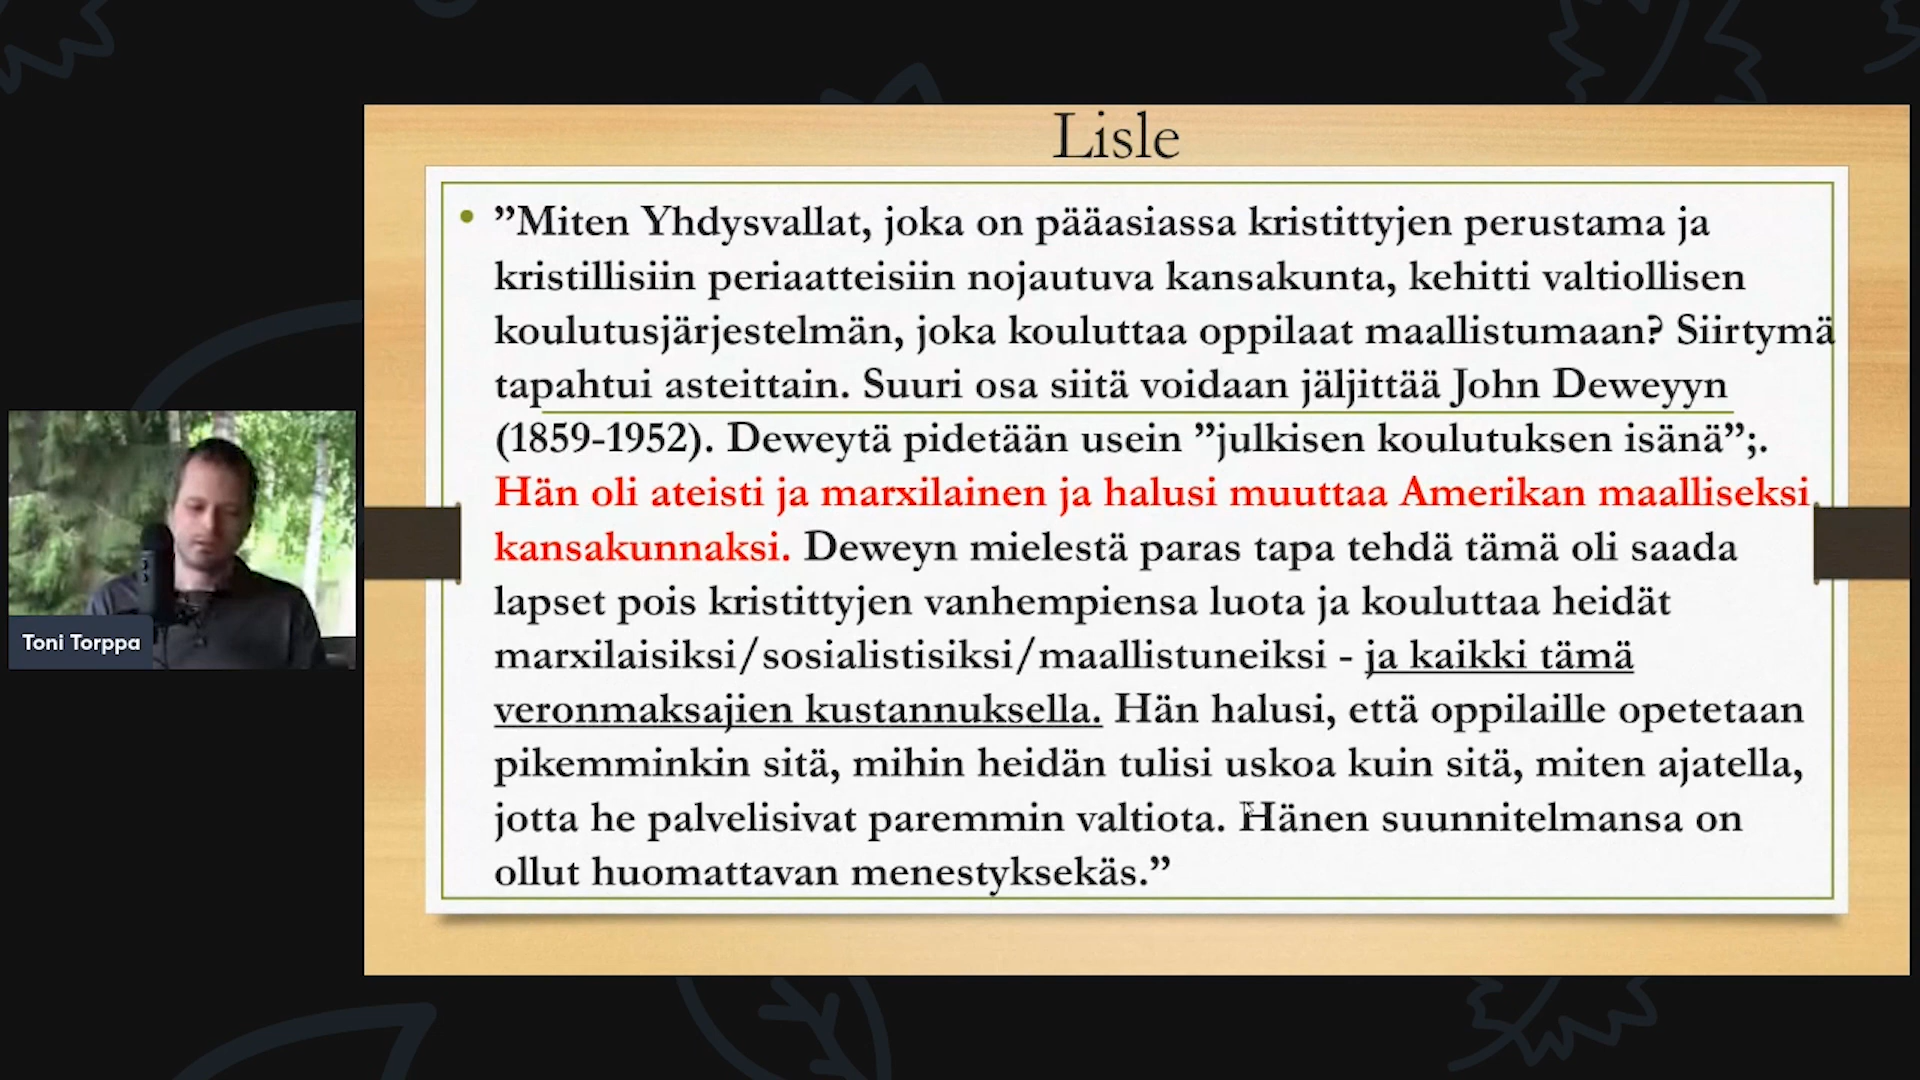 Lisle
”Miten Yhdysvallat, joka on pääasiassa kristittyjen perustama ja
kristillisiin periaatteisiin nojautuva kansakunta, kehitti valtiollisen
koulutusjärjestelmän, joka kouluttaa oppilaat maallistumaan? Siirtymä
tapahtui asteittain. Suuri osa siitä voidaan jäljittää John Deweyyn
(1859-1952). Deweytä pidetään usein ”julkisen koulutuksen isänä”;.
Hän oli ateisti ja marxilainen ja halusi muuttaa Amerikan maalliseksi
kansakunnaksi. Deweyn mielestä paras tapa tehdä tämä oli saada
lapset pois kristittyjen vanhempiensa luota ja kouluttaa heidät
marxilaisiksi/sosialistisiksi/maallistuneiksi - ja kaikki tämä
veronmaksajien kustannuksella. Hän halusi, että oppilaille opetetaan
pikemminkin sitä, mihin heidän tulisi uskoa kuin sitä, miten ajatella,
jotta he palvelisivat paremmin valtiota. Hänen suunnitelmansa on
ollut huomattavan menestyksekäs.”
Toni Torppa